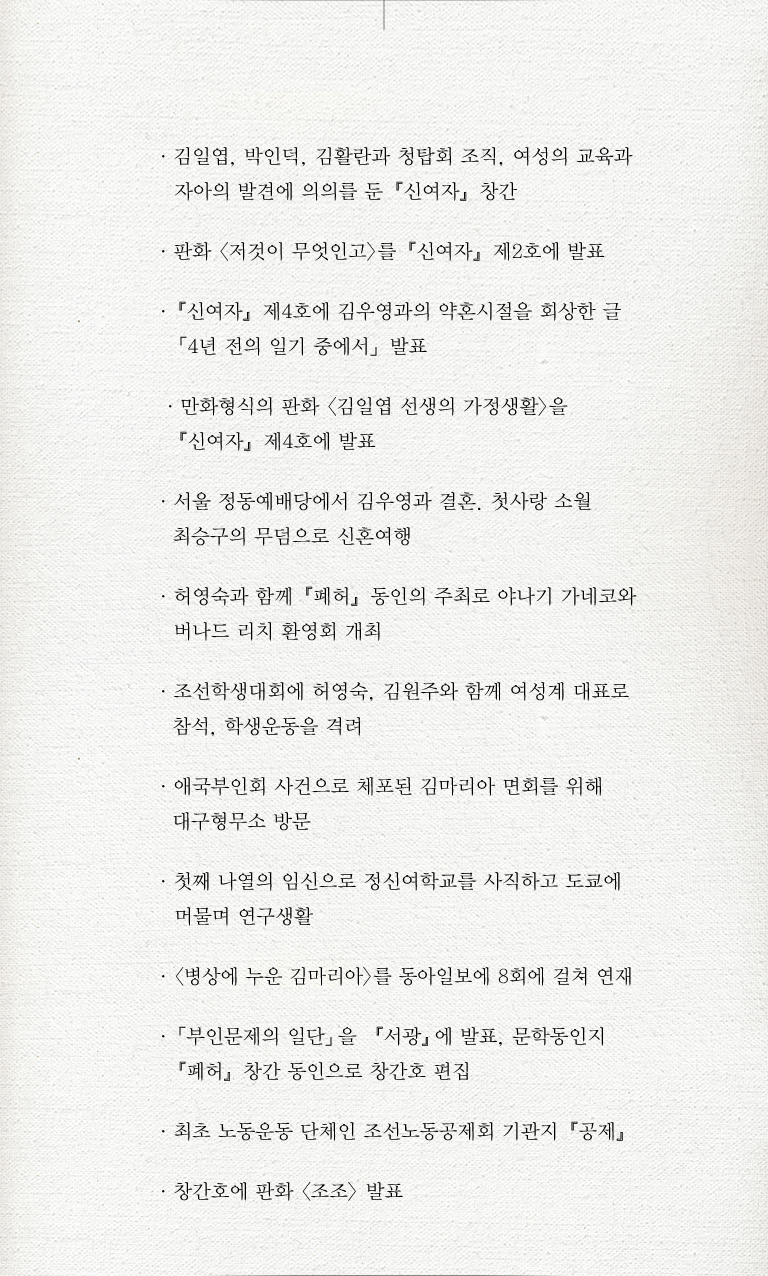 · 김일엽, 박인덕, 김활란과 청탑회 조직, 여성의 교육과
자아의 발견에 의의를 둔 『신여자』 창간
· 판화 〈저것이 무엇인고〉를 『신여자』 제2호에 발표
· 『신여자』 제4호에 김우영과의 약혼시절을 회상한 글
「4년 전의 일기 중에서」 발표
· 만화형식의 판화 〈김일엽 선생의 가정생활〉을
『신여자』 제4호에 발표
· 서울 정동예배당에서 김우영과 결혼. 첫사랑 소월
최승구의 무덤으로 신혼여행
· 허영숙과 함께 『폐허』 동인의 주최로 야나기 가네코와
버나드 리치 환영회 개최
· 조선학생대회에 허영숙, 김원주와 함께 여성계 대표로
참석, 학생운동을 격려
· 애국부인회 사건으로 체포된 김마리아 면회를 위해
대구형무소 방문
· 첫째 나열의 임신으로 정신여학교를 사직하고 도쿄에
머물며 연구생활
· 〈병상에 누운 김마리아〉를 동아일보에 8회에 걸쳐 연재
· 「부인문제의 일단」을 『서광』에 발표, 문학동인지
『폐허』 창간 동인으로 창간호 편집
· 최초 노동운동 단체인 조선노동공제회 기관지 『공제』
· 창간호에 판화 〈조조〉 발표